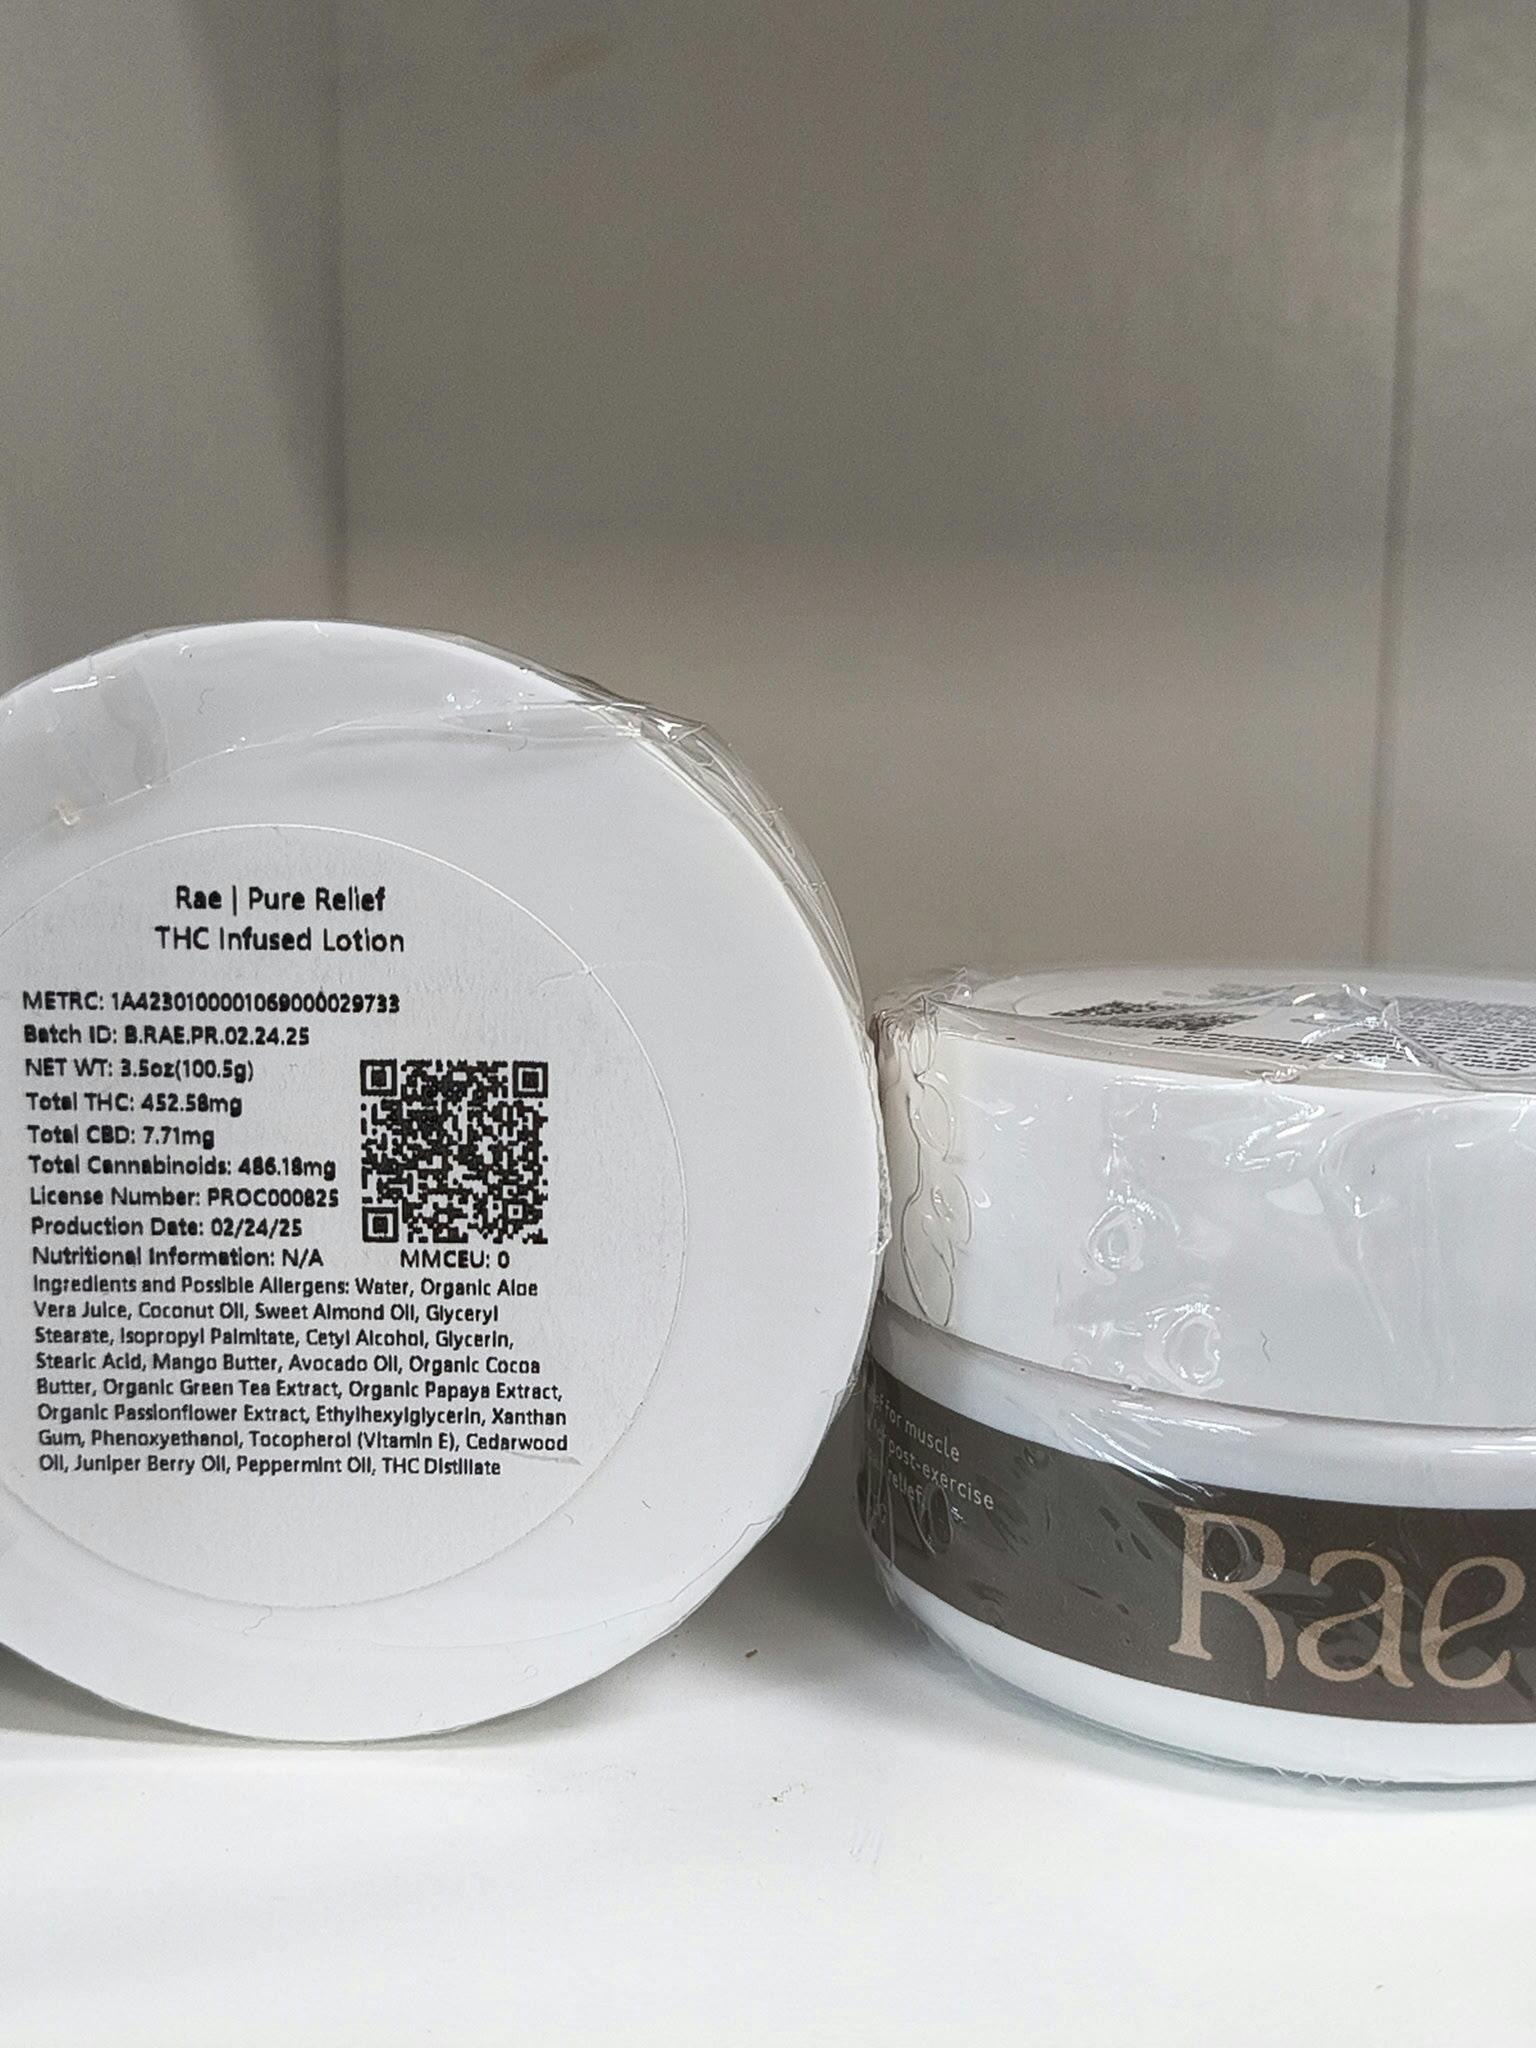 Rae | Pure Relief
THC Infused Lotion
METRC: 1A4230100001069000029733
Batch ID: B.RAE.PR.02.24.25
NET WT: 3.5oz(100.5g)
Total THC: 452.58mg
Total CBD: 7.71mg
Total Cannabinoids: 486.18mg
License Number: PROC000825
Production Date: 02/24/25
Nutritional Information: N/A
MMCEU: 0
Ingredients and Possible Allergens: Water, Organic Aloe
Vera Juice, Coconut Oil, Sweet Almond Oil, Glyceryl
Stearate, Isopropyl Palmitate, Cetyl Alcohol, Glycerin,
Stearic Acid, Mango Butter, Avocado Oil, Organic Cocoa
Butter, Organic Green Tea Extract, Organic Papaya Extract,
Organic Passionflower Extract, Ethylhexylglycerin, Xanthan
Gum, Phenoxyethanol, Tocopherol (Vitamin E), Cedarwood
Oil, Juniper Berry Oil, Peppermint Oil, THC Distillate
for muscle
post-exercise
relief
Rae